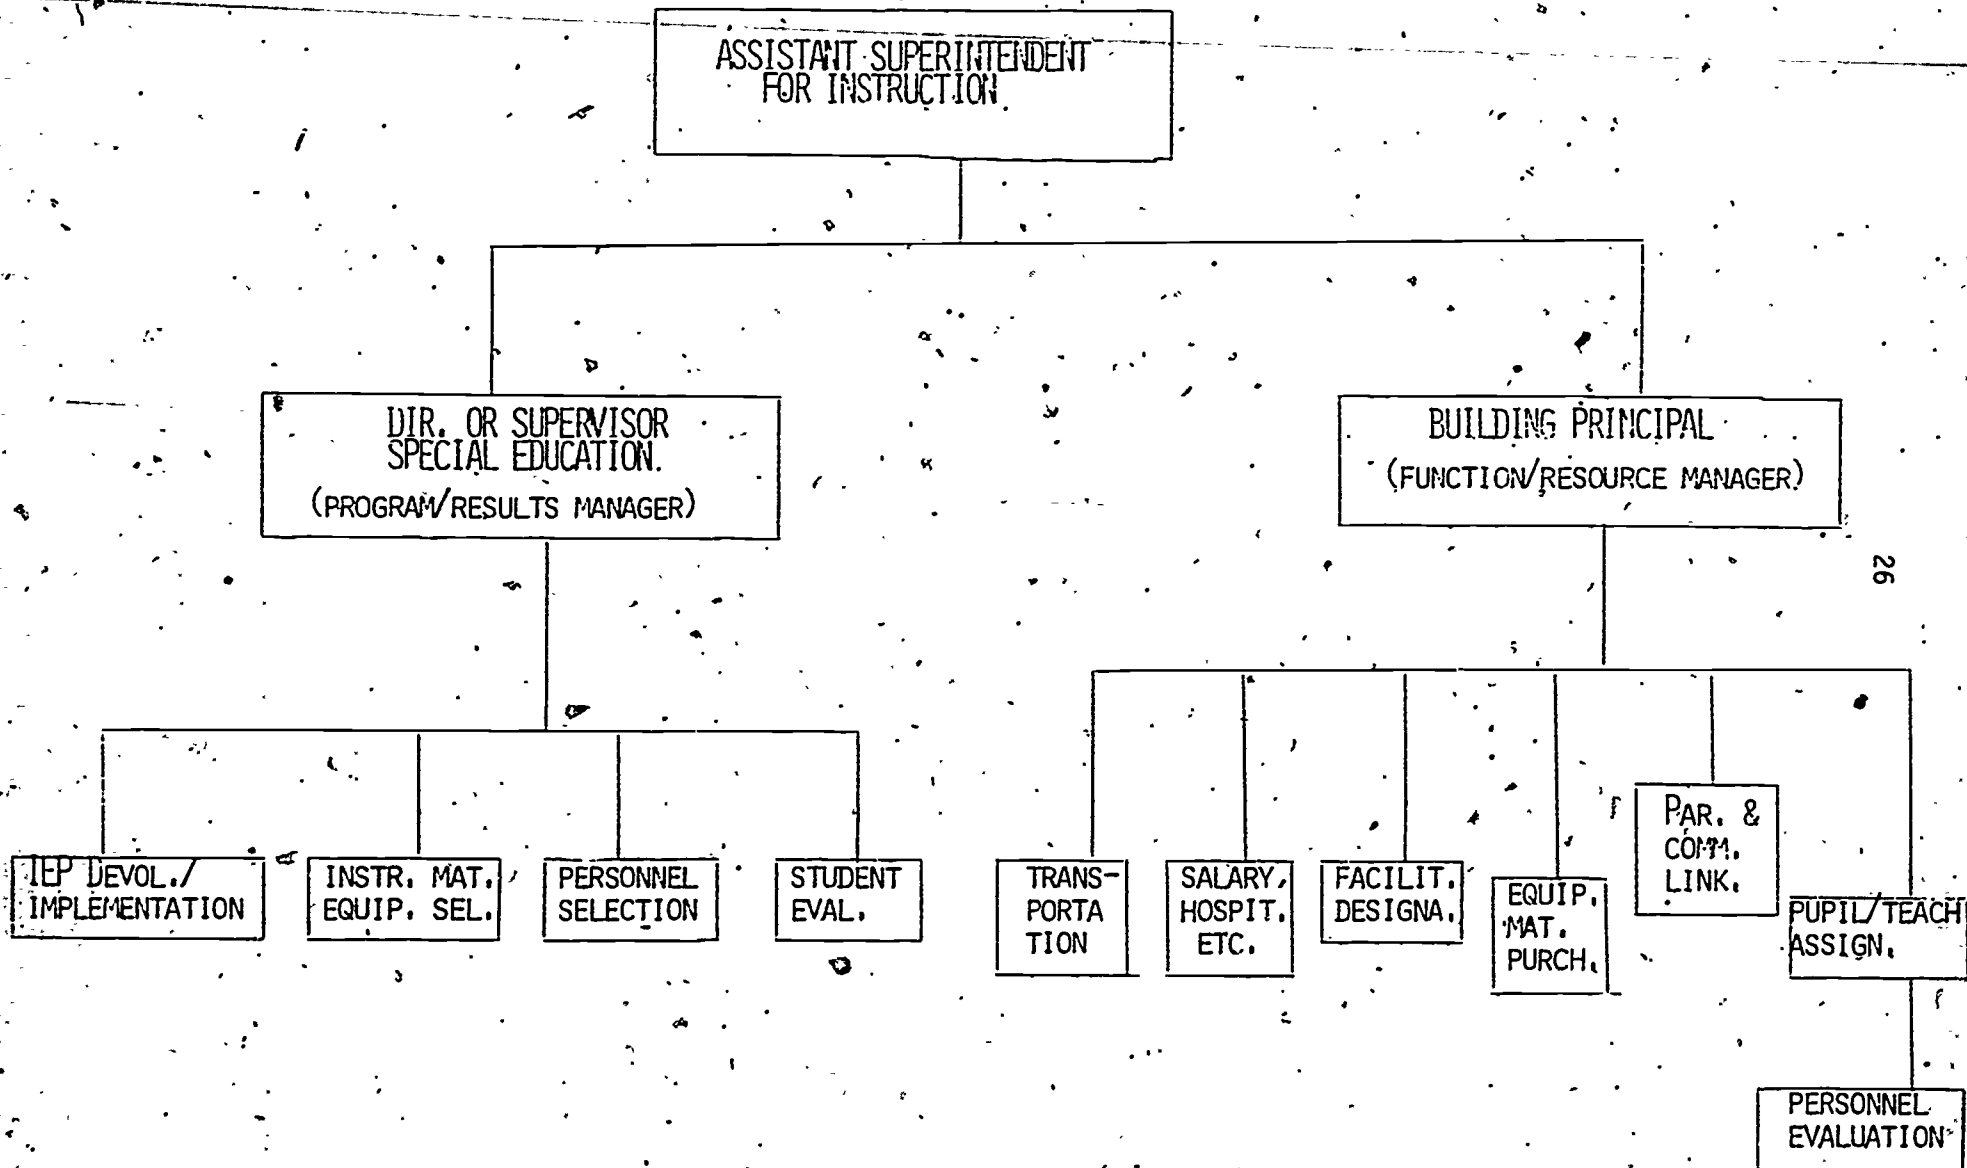 ASSISTANT SUPERINTENDENT
FOR INSTRUCTION
DIR. OR SUPERVISOR
SPECIAL EDUCATION.
(PROGRAM/RESULTS MANAGER)
BUILDING PRINCIPAL
(FUNCTION/RESOURCE MANAGER)
26
IEP DEVOL./
IMPLEMENTATION
INSTR. MAT.
EQUIP. SEL.
PERSONNEL
SELECTION
STUDENT
EVAL.
TRANS-
PORTA
TION
SALARY,
HOSPIT.
ETC.
FACILIT.
DESIGNA.
EQUIP.
MAT.
PURCH.
PAR. &
COMM.
LINK.
PUPIL/TEACH
ASSIGN.
PERSONNEL
EVALUATION